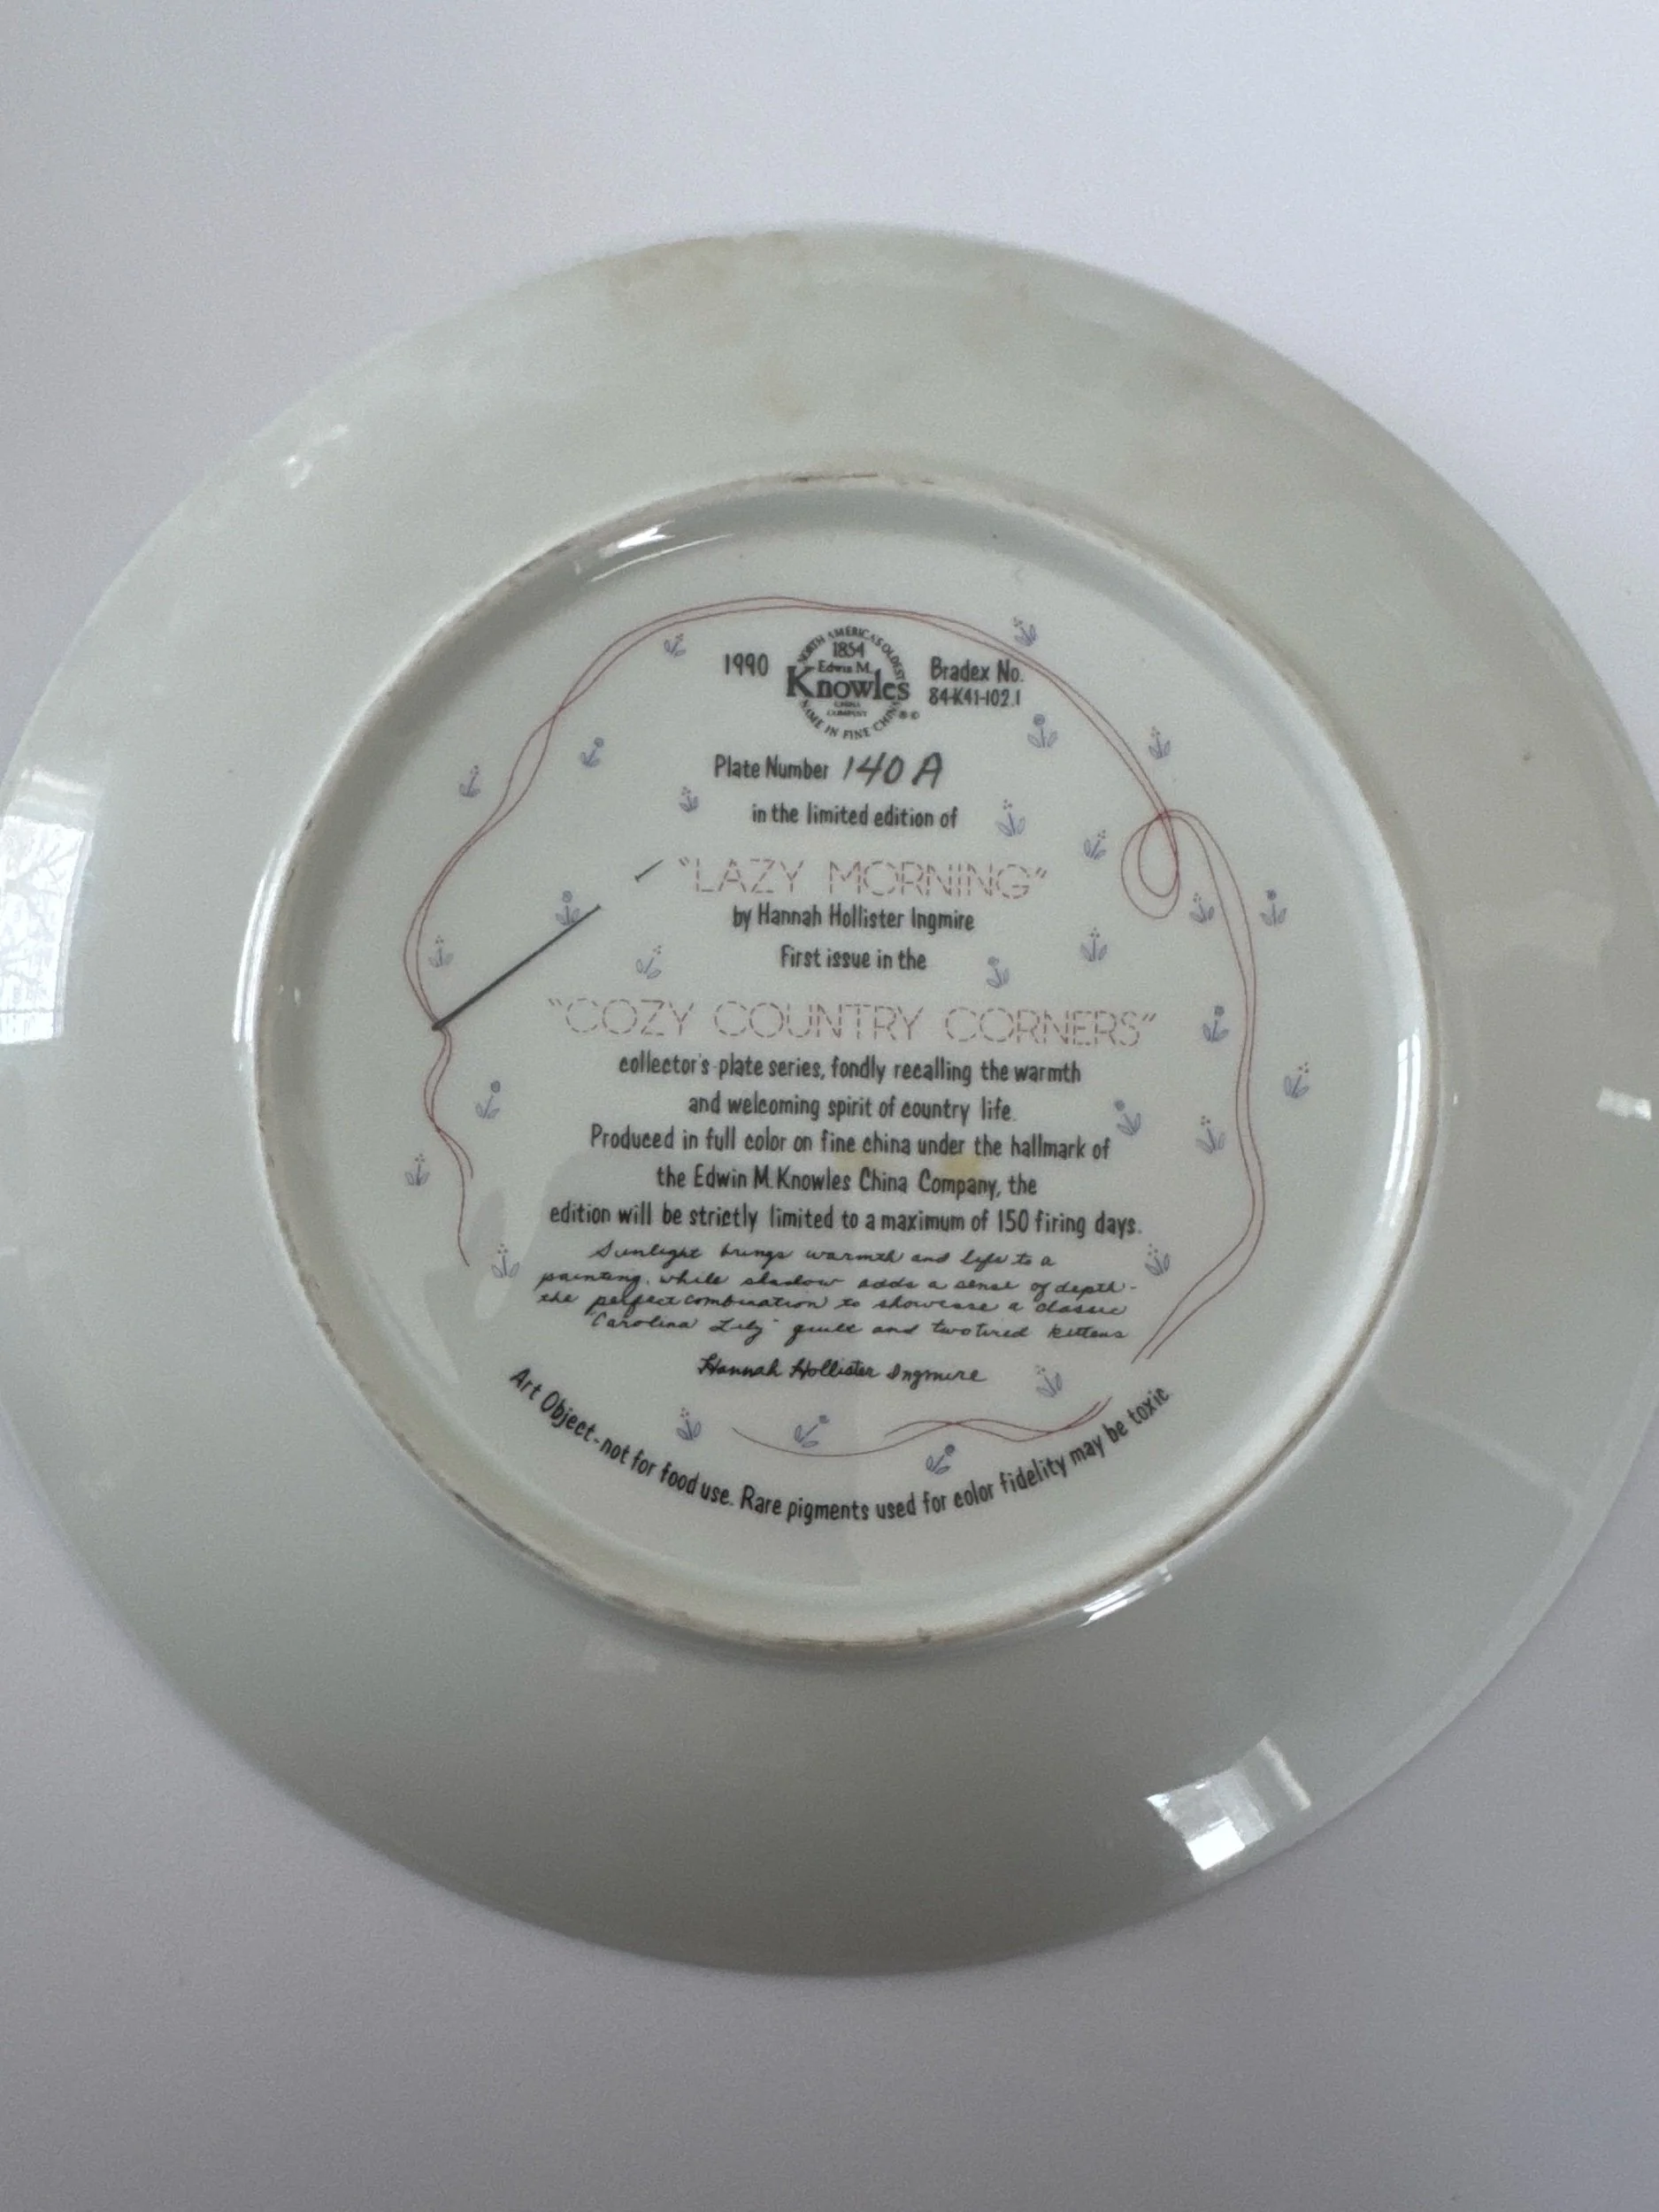 1990
NORTH AMERICA'S OLDEST
1854
Edwin M.
Knowles
CHINA
COMPANY
NAME IN FINE CHINA
®©
Bradex No.
84-K41-102.1
Plate Number 140 A
in the limited edition of
"LAZY MORNING"
by Hannah Hollister Ingmire
First issue in the
"COZY COUNTRY CORNERS"
collector's plate series, fondly recalling the warmth
and welcoming spirit of country life.
Produced in full color on fine china under the hallmark of
the Edwin M. Knowles China Company, the
edition will be strictly limited to a maximum of 150 firing days.
Sunlight brings warmth and life to a
painting, while shadow adds a sense of depth -
the perfect combination to showcase a classic
"Carolina Lily" quilt and two tired kittens
Hannah Hollister Ingmire
Art Object-not for food use. Rare pigments used for color fidelity may be toxic